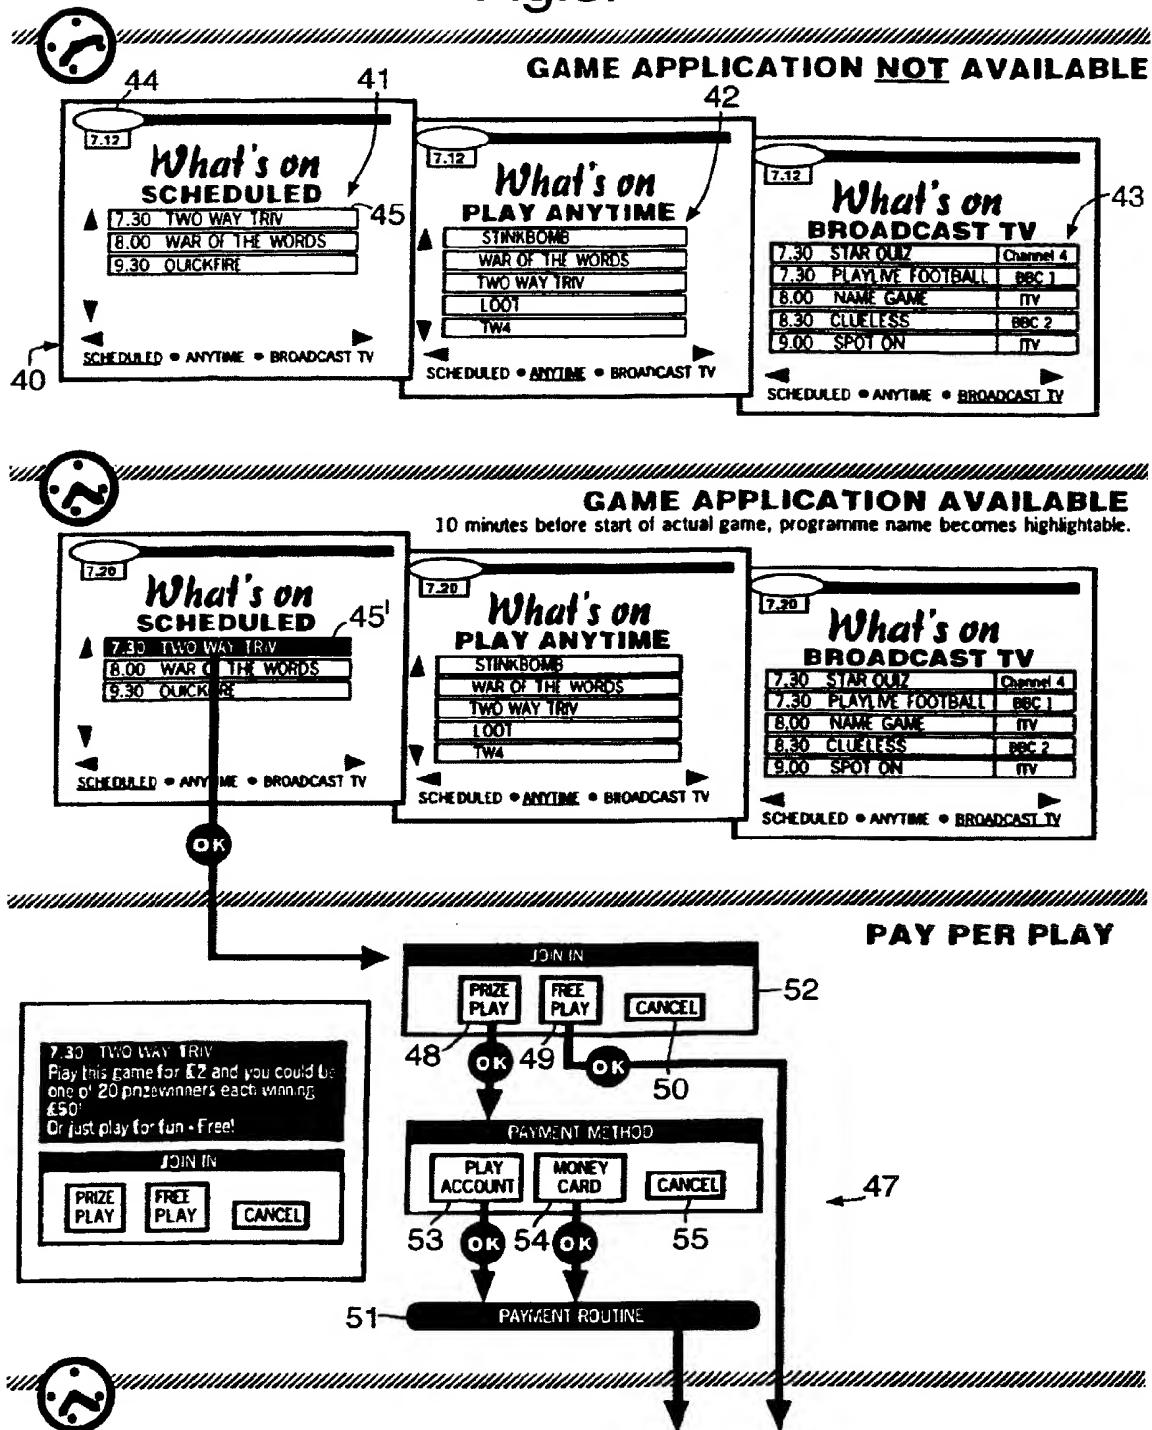 GAME APPLICATION NOT AVAILABLE
44
41
42
7.12
What's on
SCHEDULED
7.30 TWO WAY TRIV
45
8.00 WAR OF THE WORDS
9.30 QUICKFIRE
SCHEDULED • ANYTIME • BROADCAST TV
40
7.12
What's on
PLAY ANYTIME
STINKBOMB
WAR OF THE WORDS
TWO WAY TRIV
LOOT
TW4
SCHEDULED • ANYTIME • BROADCAST TV
7.12
What's on
43
BROADCAST TV
7.30 STAR QUIZ Channel 4
7.30 PLAYLIVE FOOTBALL BBC 1
8.00 NAME GAME ITV
8.30 CLUELESS BBC 2
9.00 SPOT ON ITV
SCHEDULED • ANYTIME • BROADCAST TV
GAME APPLICATION AVAILABLE
10 minutes before start of actual game, programme name becomes highlightable.
7.20
What's on
SCHEDULED
45'
7.30 TWO WAY TRIV
8.00 WAR OF THE WORDS
9.30 QUICKFIRE
SCHEDULED • ANYTIME • BROADCAST TV
7.20
What's on
PLAY ANYTIME
STINKBOMB
WAR OF THE WORDS
TWO WAY TRIV
LOOT
TW4
SCHEDULED • ANYTIME • BROADCAST TV
7.20
What's on
BROADCAST TV
7.30 STAR QUIZ Channel 4
7.30 PLAYLIVE FOOTBALL BBC 1
8.00 NAME GAME ITV
8.30 CLUELESS BBC 2
9.00 SPOT ON ITV
SCHEDULED • ANYTIME • BROADCAST TV
OK
PAY PER PLAY
JOIN IN
PRIZE PLAY
FREE PLAY
CANCEL
52
48
OK
49
OK
50
7.30 TWO WAY TRIV
Play this game for £2 and you could be
one of 20 prizewinners each winning
£50!
Or just play for fun - Free!
JOIN IN
PRIZE PLAY
FREE PLAY
CANCEL
PAYMENT METHOD
PLAY ACCOUNT
MONEY CARD
CANCEL
47
53
OK
54
OK
55
51
PAYMENT ROUTINE